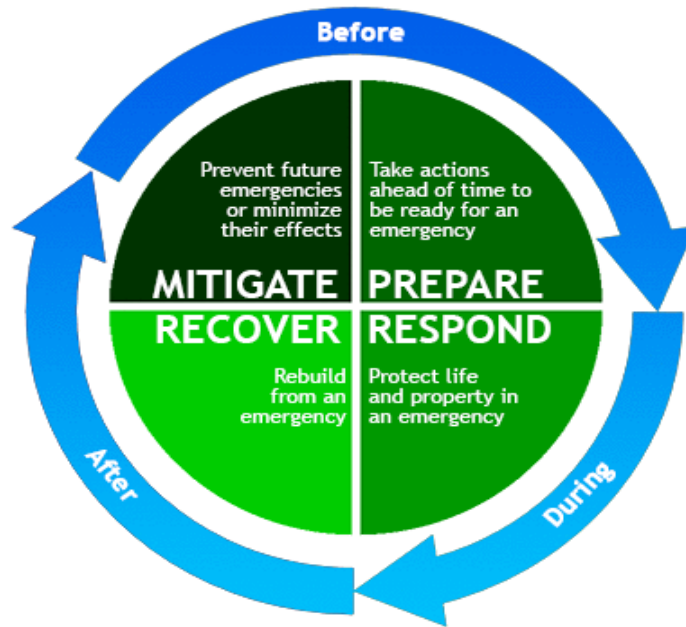 Before
Prevent future
emergencies
or minimize
their effects
MITIGATE
Take actions
ahead of time to
be ready for an
emergency
PREPARE
RECOVER
Rebuild
from an
emergency
RESPOND
Protect life
and property in
an emergency
After
During